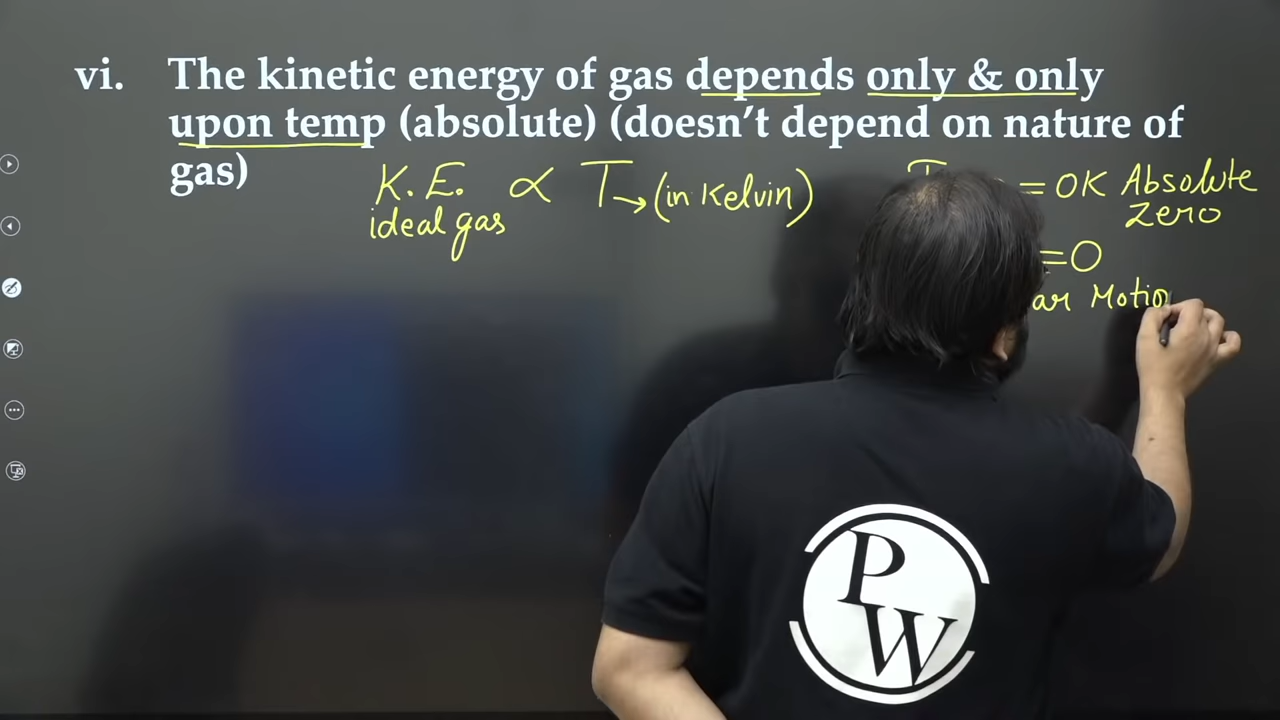 vi. The kinetic energy of gas depends only & only
upon temp (absolute) (doesn't depend on nature of
gas)
K. E. ∝ T → (in Kelvin)
ideal gas
= 0K Absolute
Zero
= 0
ar Motio
PW